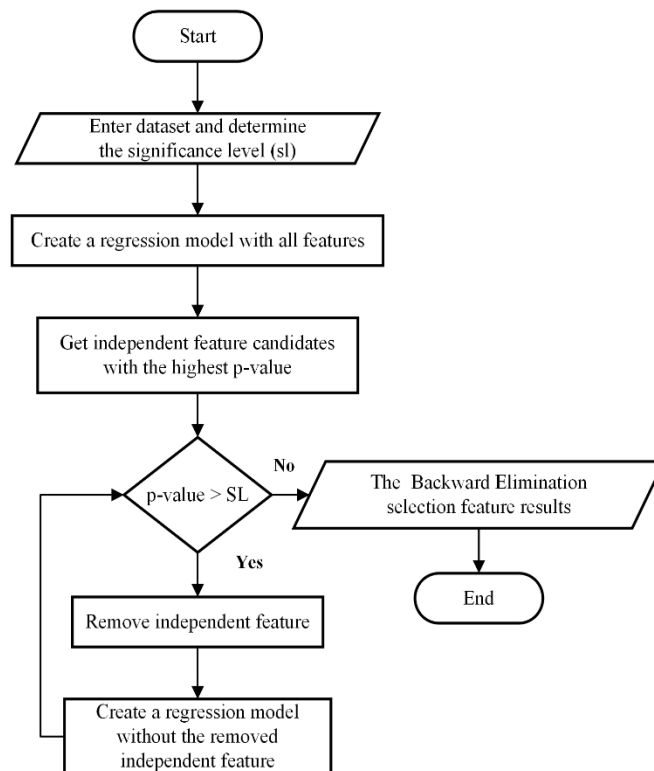 Start
Enter dataset and determine
the significance level (sl)
Create a regression model with all features
Get independent feature candidates
with the highest p-value
p-value > SL
No
The Backward Elimination
selection feature results
Yes
End
Remove independent feature
Create a regression model
without the removed
independent feature